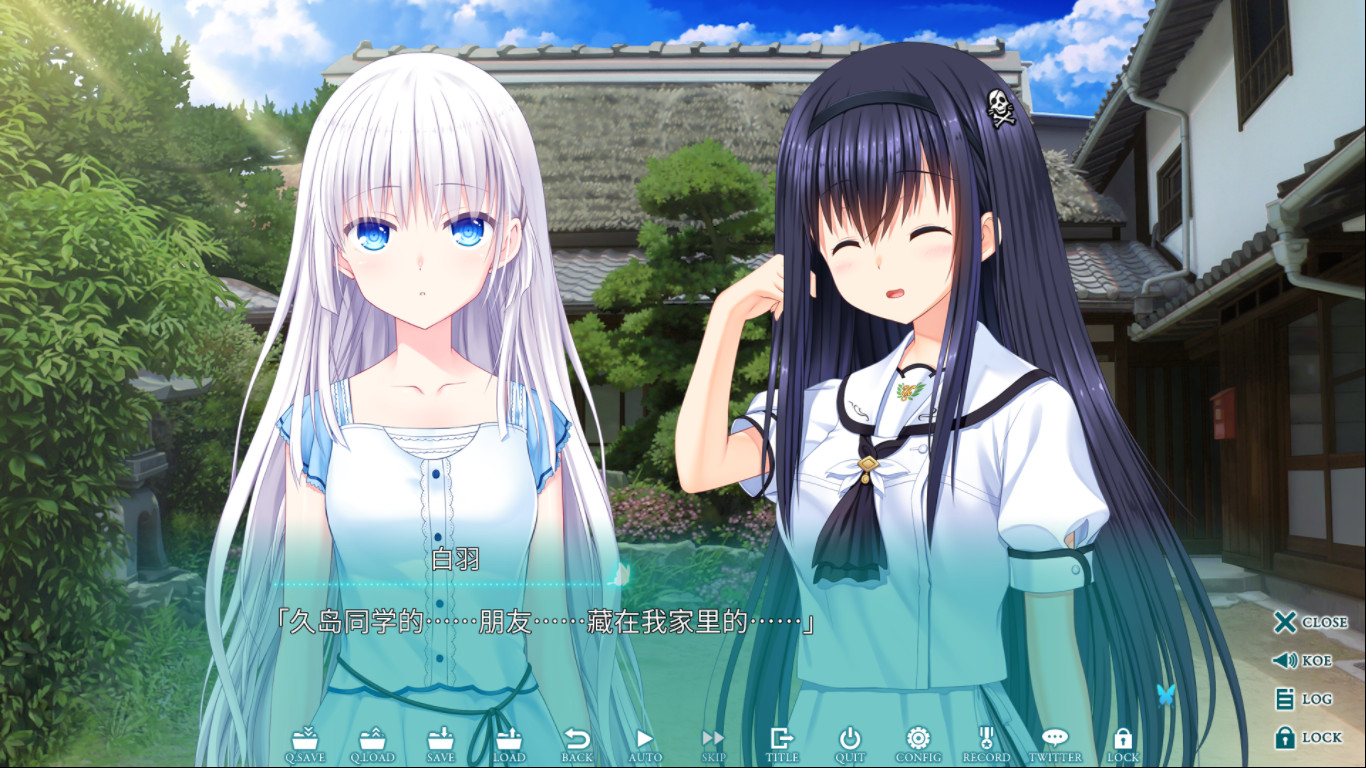 白羽
「久岛同学的……朋友……藏在我家里的……」
CLOSE
KOE
LOG
LOCK
Q.SAVE Q.LOAD SAVE LOAD BACK AUTO SKIP TITLE QUIT CONFIG RECORD TWITTER LOCK